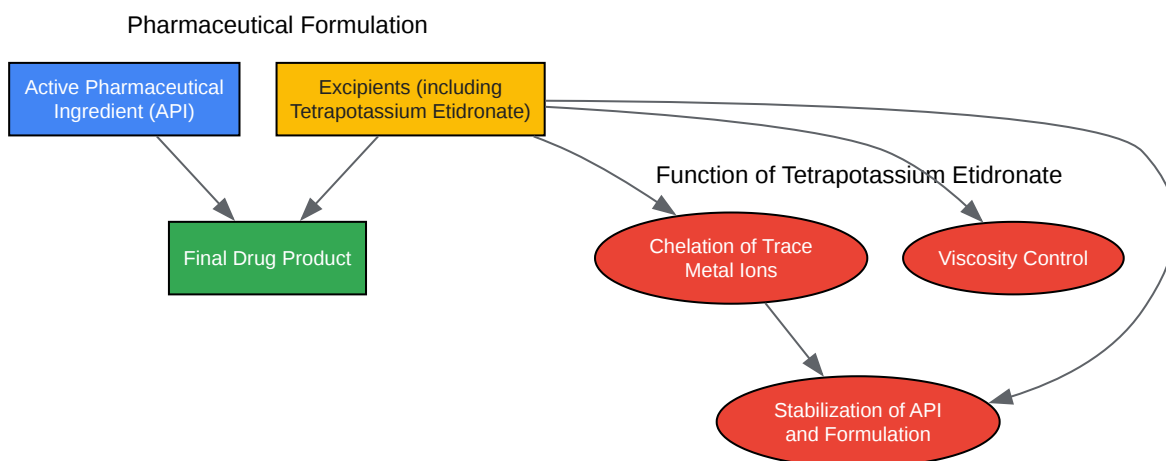 Pharmaceutical Formulation
Active Pharmaceutical
Ingredient (API)
Excipients (including
Tetrapotassium Etidronate)
Final Drug Product
Function of Tetrapotassium Etidronate
Chelation of Trace
Metal Ions
Viscosity Control
Stabilization of API
and Formulation